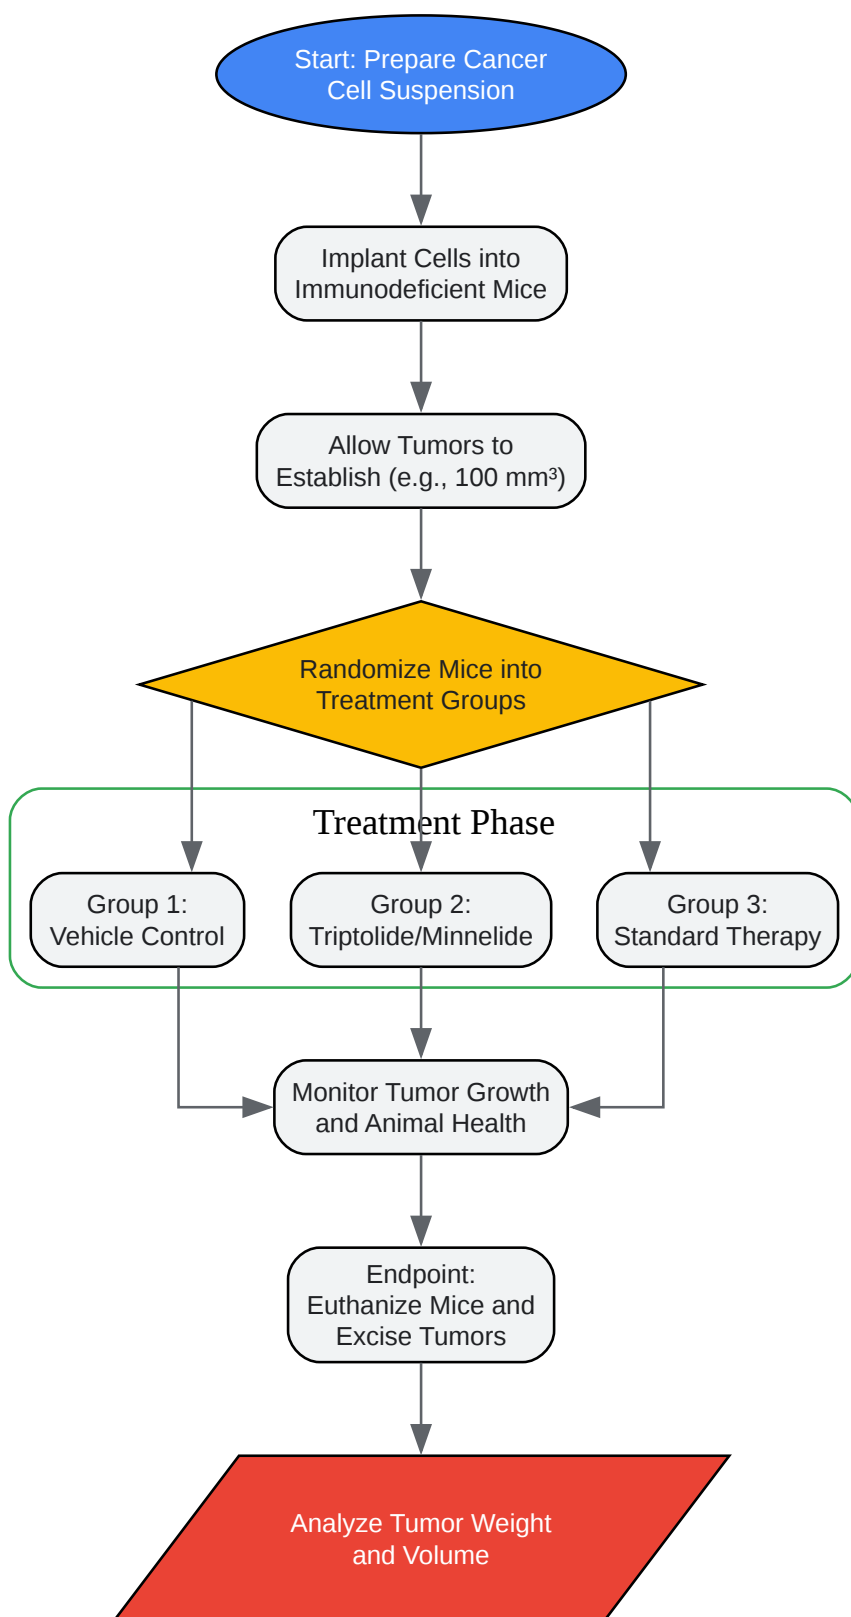 Start: Prepare Cancer
Cell Suspension
Implant Cells into
Immunodeficient Mice
Allow Tumors to
Establish (e.g., 100 mm³)
Randomize Mice into
Treatment Groups
Treatment Phase
Group 1:
Vehicle Control
Group 2:
Triptolide/Minnelide
Group 3:
Standard Therapy
Monitor Tumor Growth
and Animal Health
Endpoint:
Euthanize Mice and
Excise Tumors
Analyze Tumor Weight
and Volume